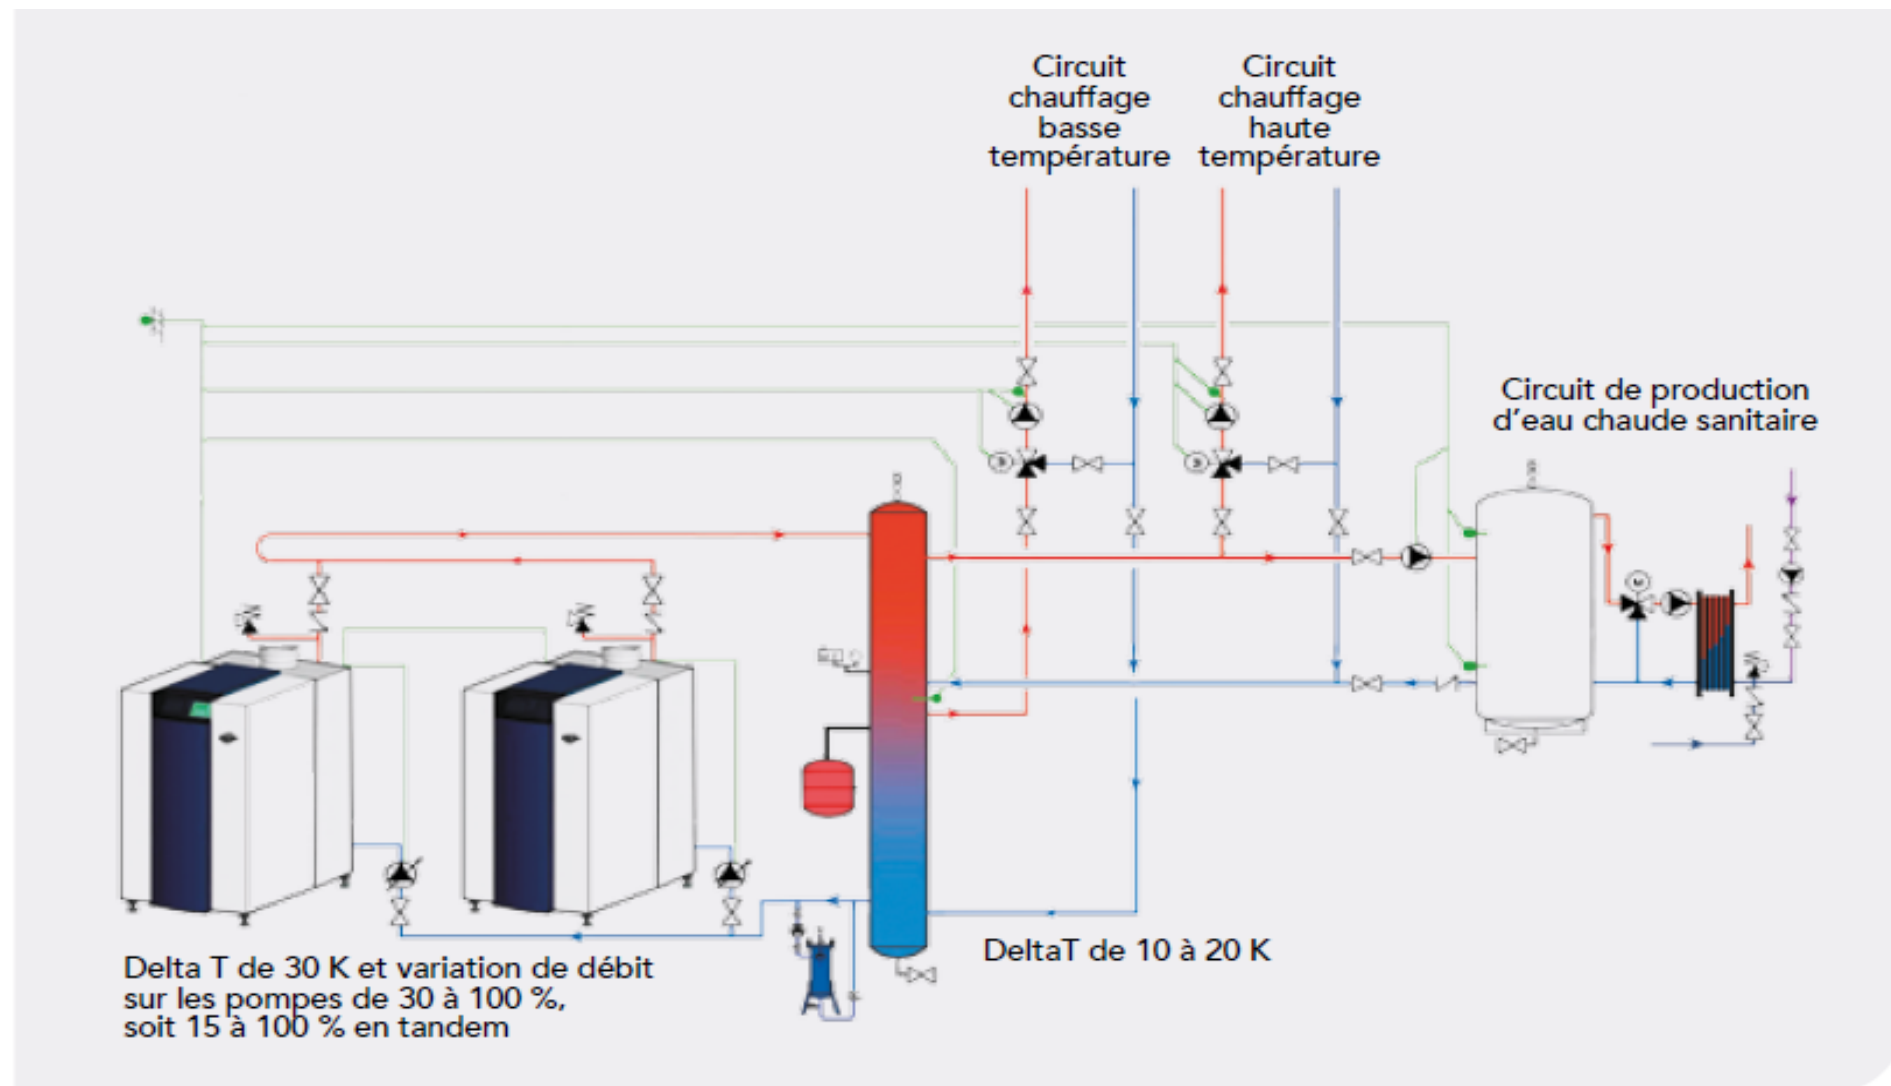 Circuit
chauffage
basse
température
Circuit
chauffage
haute
température
Circuit de production
d'eau chaude sanitaire
DeltaT de 10 à 20 K
Delta T de 30 K et variation de débit
sur les pompes de 30 à 100 %,
soit 15 à 100 % en tandem